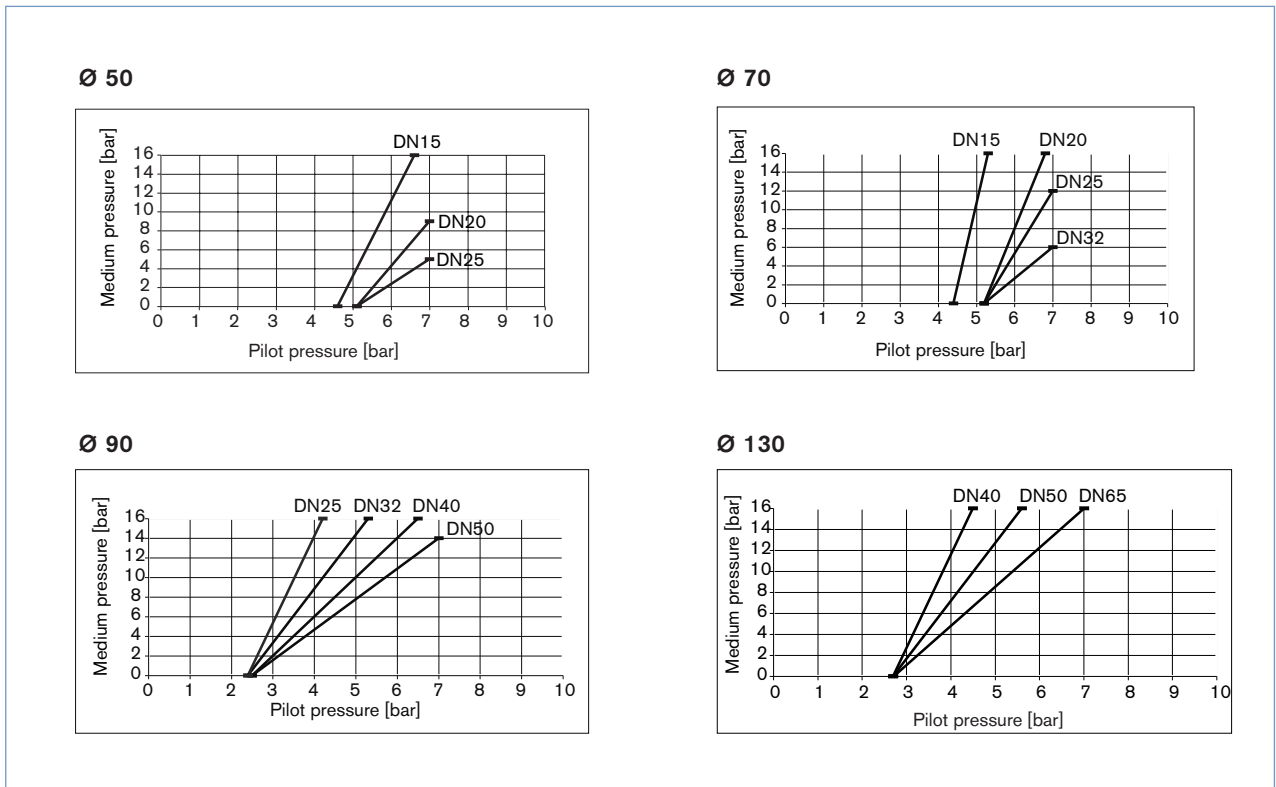 Ø 50
Medium pressure [bar]
16
14
12
10
8
6
4
2
0
DN15
DN20
DN25
0 1 2 3 4 5 6 7 8 9 10
Pilot pressure [bar]
Ø 70
Medium pressure [bar]
16
14
12
10
8
6
4
2
0
DN15 DN20
DN25
DN32
0 1 2 3 4 5 6 7 8 9 10
Pilot pressure [bar]
Ø 90
Medium pressure [bar]
16
14
12
10
8
6
4
2
0
DN25 DN32 DN40
DN50
0 1 2 3 4 5 6 7 8 9 10
Pilot pressure [bar]
Ø 130
Medium pressure [bar]
16
14
12
10
8
6
4
2
0
DN40 DN50 DN65
0 1 2 3 4 5 6 7 8 9 10
Pilot pressure [bar]